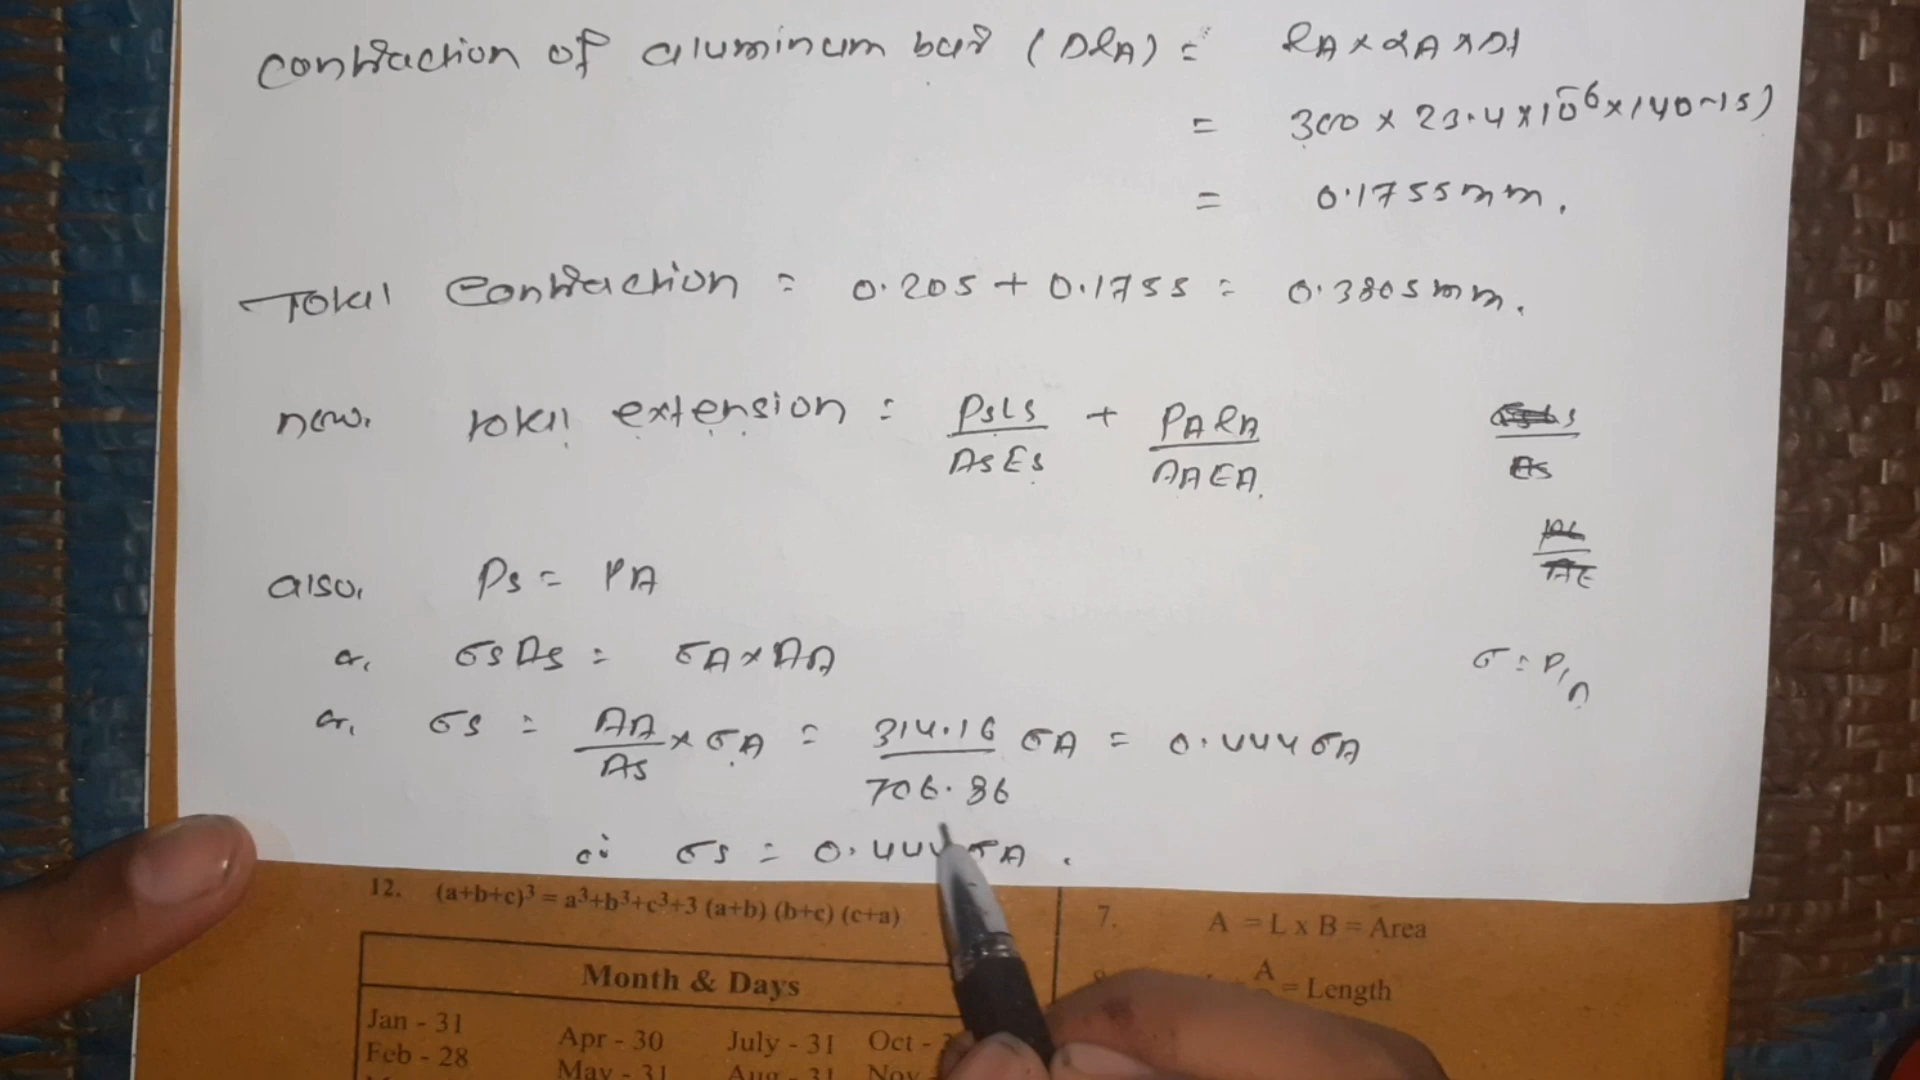 contraction of aluminum bar (ΔlA) = lA × αA × Δt
= 300 × 23.4 × 10^-6 × (40-15)
= 0.1755 mm.
Total contraction = 0.205 + 0.1755 = 0.3805 mm.
now, total extension = PsLs/AsEs + PAlA/AAEA.
also, Ps = PA
or, σsAs = σA × AA
σ = P/A
or, σs = AA/As × σA = 314.16/706.86 σA = 0.444 σA
σs = 0.444 σA.
12. (a+b+c)³ = a³+b³+c³+3 (a+b) (b+c) (c+a)
7. A = L x B = Area
A = Length
Month & Days
Jan - 31 Apr - 30 July - 31 Oct -
Feb - 28 May - 31 Aug - 31 Nov